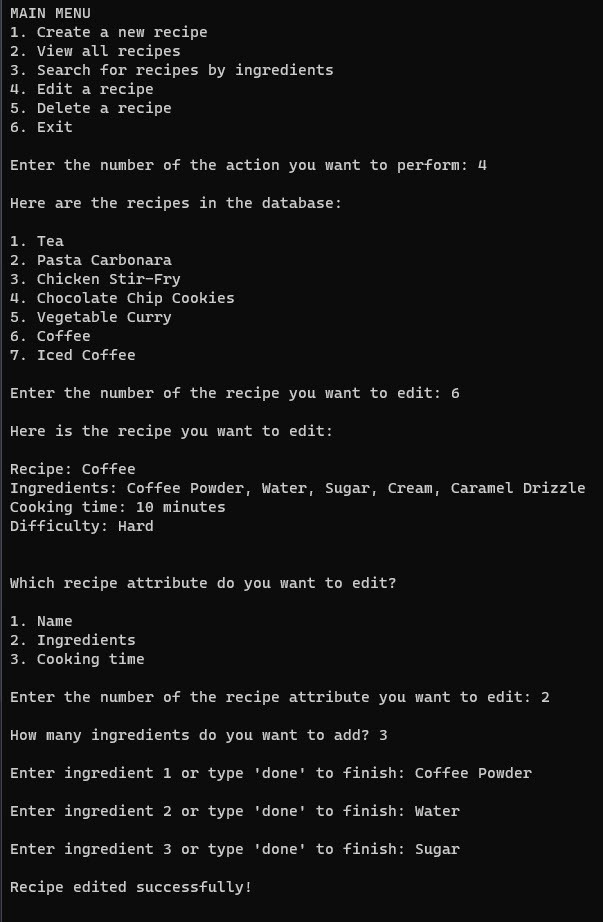 MAIN MENU
1. Create a new recipe
2. View all recipes
3. Search for recipes by ingredients
4. Edit a recipe
5. Delete a recipe
6. Exit
Enter the number of the action you want to perform: 4
Here are the recipes in the database:
1. Tea
2. Pasta Carbonara
3. Chicken Stir-Fry
4. Chocolate Chip Cookies
5. Vegetable Curry
6. Coffee
7. Iced Coffee
Enter the number of the recipe you want to edit: 6
Here is the recipe you want to edit:
Recipe: Coffee
Ingredients: Coffee Powder, Water, Sugar, Cream, Caramel Drizzle
Cooking time: 10 minutes
Difficulty: Hard
Which recipe attribute do you want to edit?
1. Name
2. Ingredients
3. Cooking time
Enter the number of the recipe attribute you want to edit: 2
How many ingredients do you want to add? 3
Enter ingredient 1 or type 'done' to finish: Coffee Powder
Enter ingredient 2 or type 'done' to finish: Water
Enter ingredient 3 or type 'done' to finish: Sugar
Recipe edited successfully!